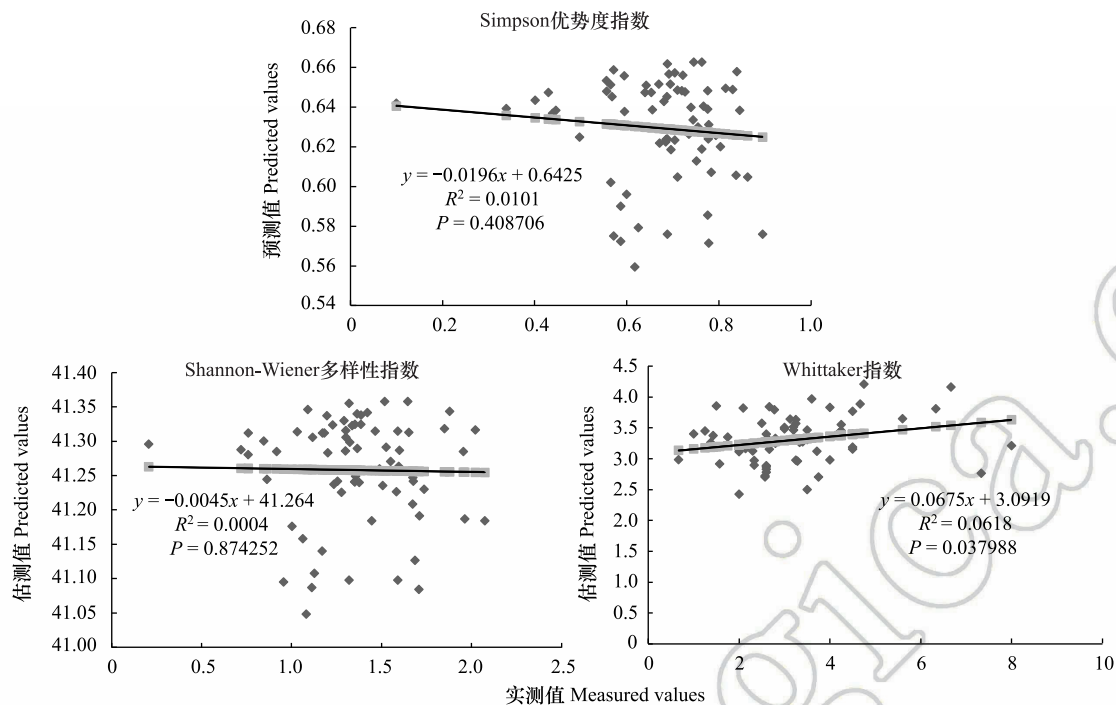 Simpson优势度指数
0.68
0.66
0.64
0.62
0.60
0.58
0.56
0.54
预测值 Predicted values
y = −0.0196x + 0.6425
R² = 0.0101
P = 0.408706
0 0.2 0.4 0.6 0.8 1.0
Shannon-Wiener多样性指数
41.40
41.35
41.30
41.25
41.20
41.15
41.10
41.05
41.00
估测值 Predicted values
y = −0.0045x + 41.264
R² = 0.0004
P = 0.874252
0 0.5 1.0 1.5 2.0 2.5
Whittaker指数
4.5
4.0
3.5
3.0
2.5
2.0
1.5
1.0
0.5
0
估测值 Predicted values
y = 0.0675x + 3.0919
R² = 0.0618
P = 0.037988
0 2 4 6 8 10
实测值 Measured values